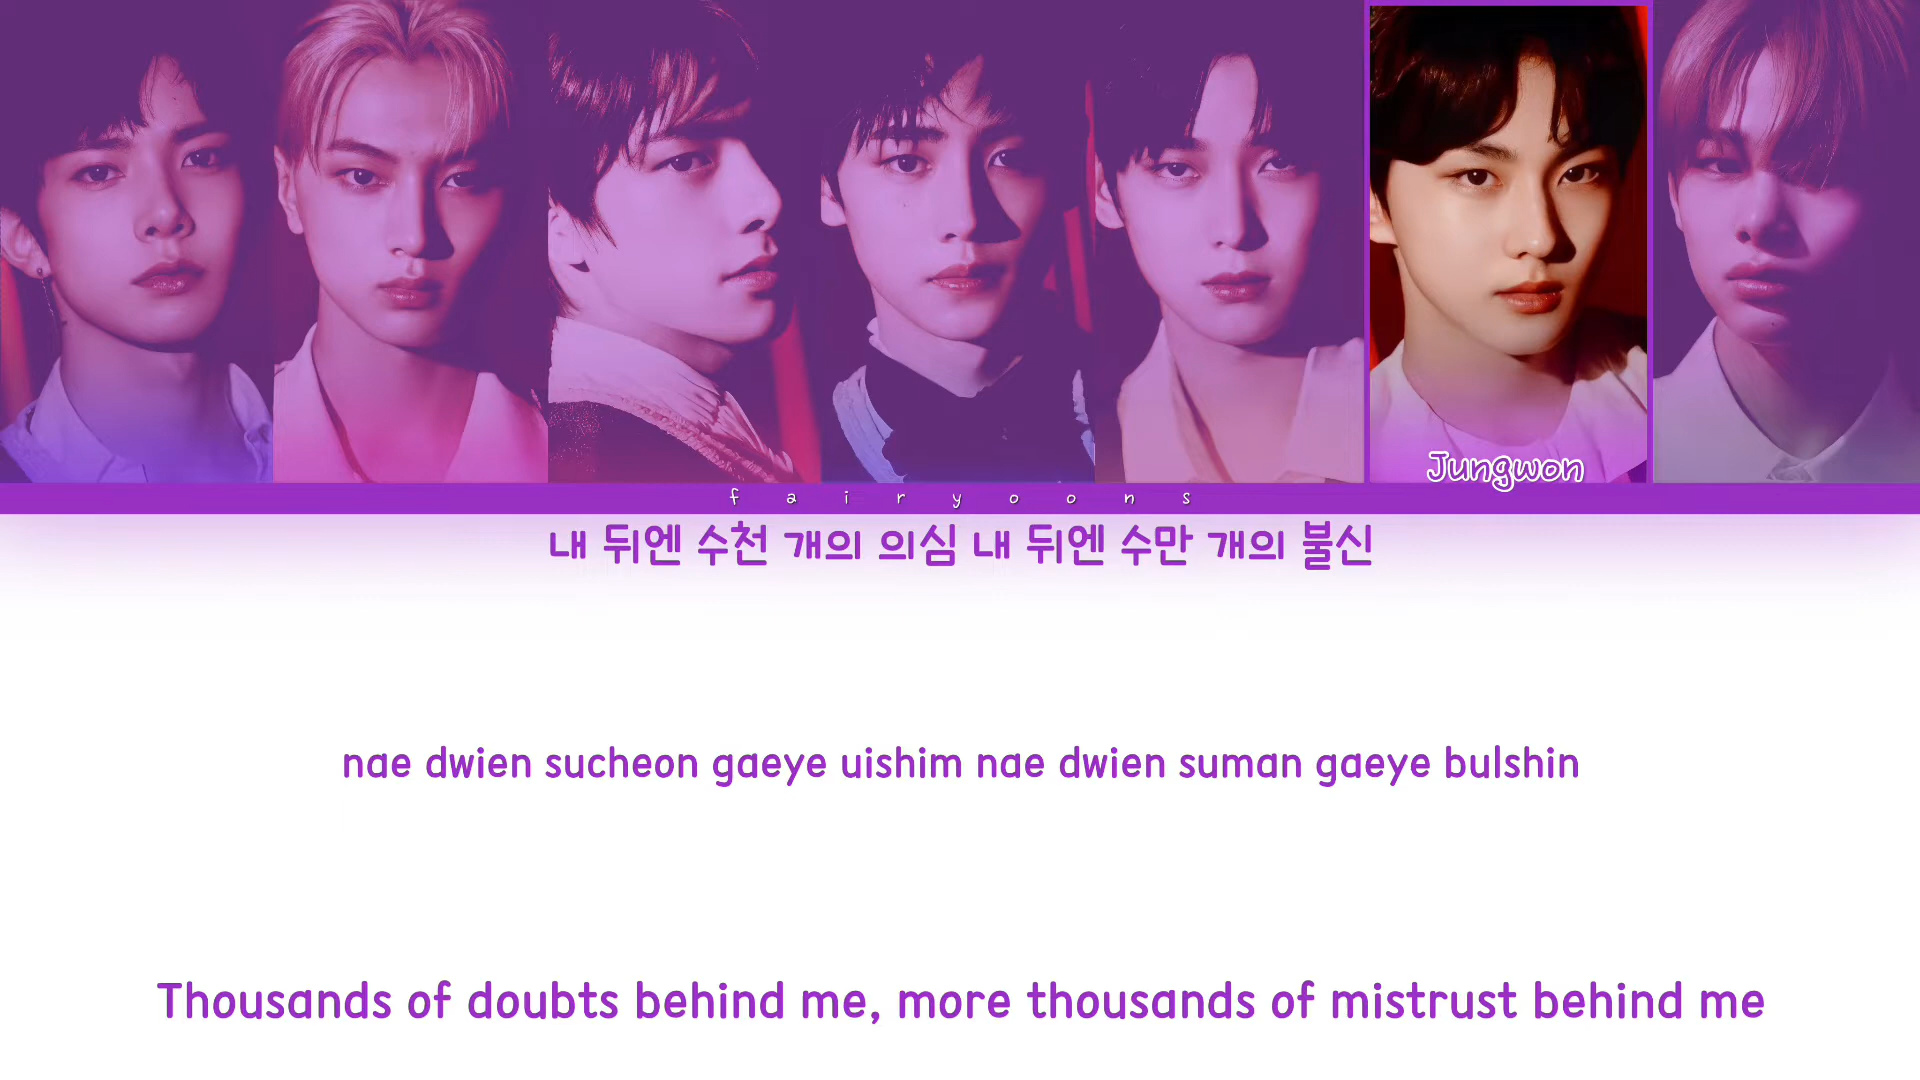 Jungwon
fairyoons
내 뒤엔 수천 개의 의심 내 뒤엔 수만 개의 불신
nae dwien sucheon gaeye uishim nae dwien suman gaeye bulshin
Thousands of doubts behind me, more thousands of mistrust behind me